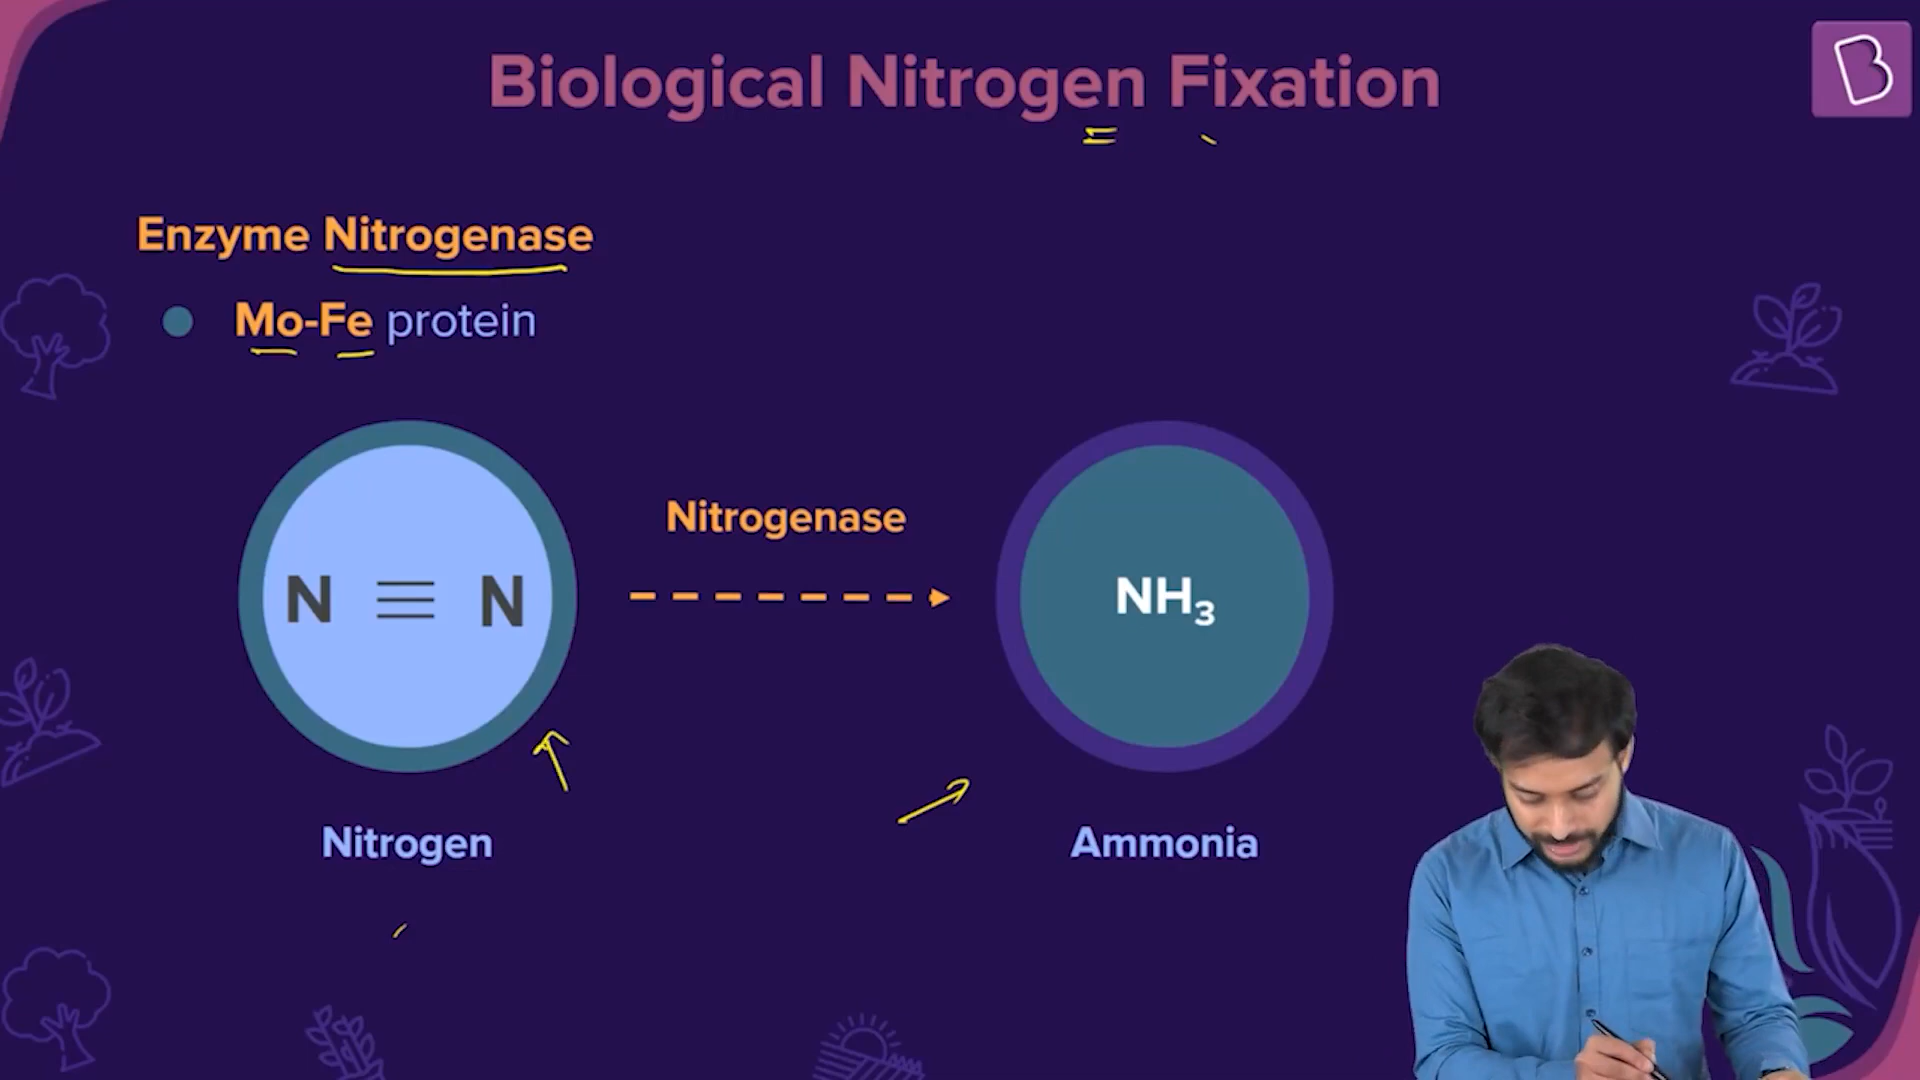 Biological Nitrogen Fixation
B
Enzyme Nitrogenase
Mo-Fe protein
Nitrogenase
N ≡ N
NH₃
Nitrogen
Ammonia